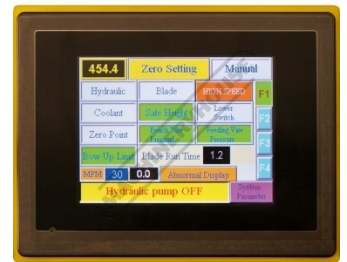 454.4 Zero Setting Manual
Hydraulic Blade HIGH SPEED F1
Coolant Safe Height Lower Switch F2
Zero Point Feeding Vise Pressure F3
Bow Up Limit Blade Run Time 1.2
MPM 30 0.0 Abnormal Display F4
Hydraulic pump OFF System Parameter